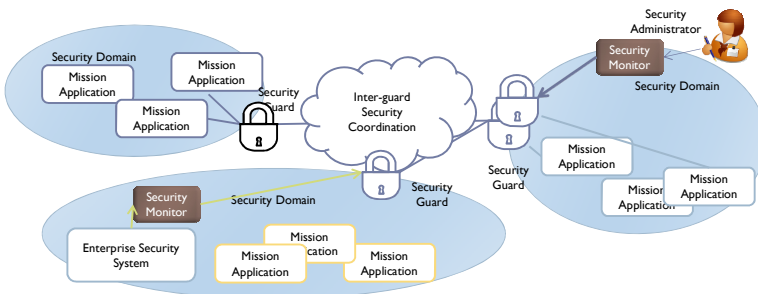 Security
Administrator
Security
Monitor
Security Domain
Security Domain
Mission
Application
Mission
Application
Mission
Application
Security
Guard
Inter-guard
Security
Coordination
Security
Guard
Mission
Application
Mission
Application
Mission
Application
Security
Guard
Security
Monitor
Security Domain
Enterprise Security
System
Mission
Application
Mission
Application
Mission
Application